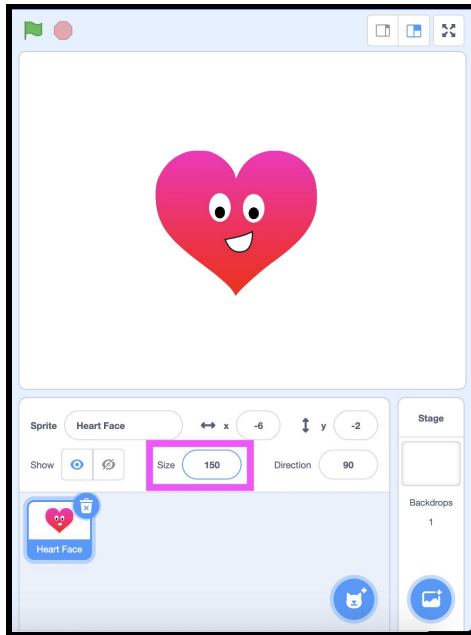 Sprite Heart Face x -6 y -2
Show Size 150 Direction 90
Heart Face
Stage
Backdrops
1